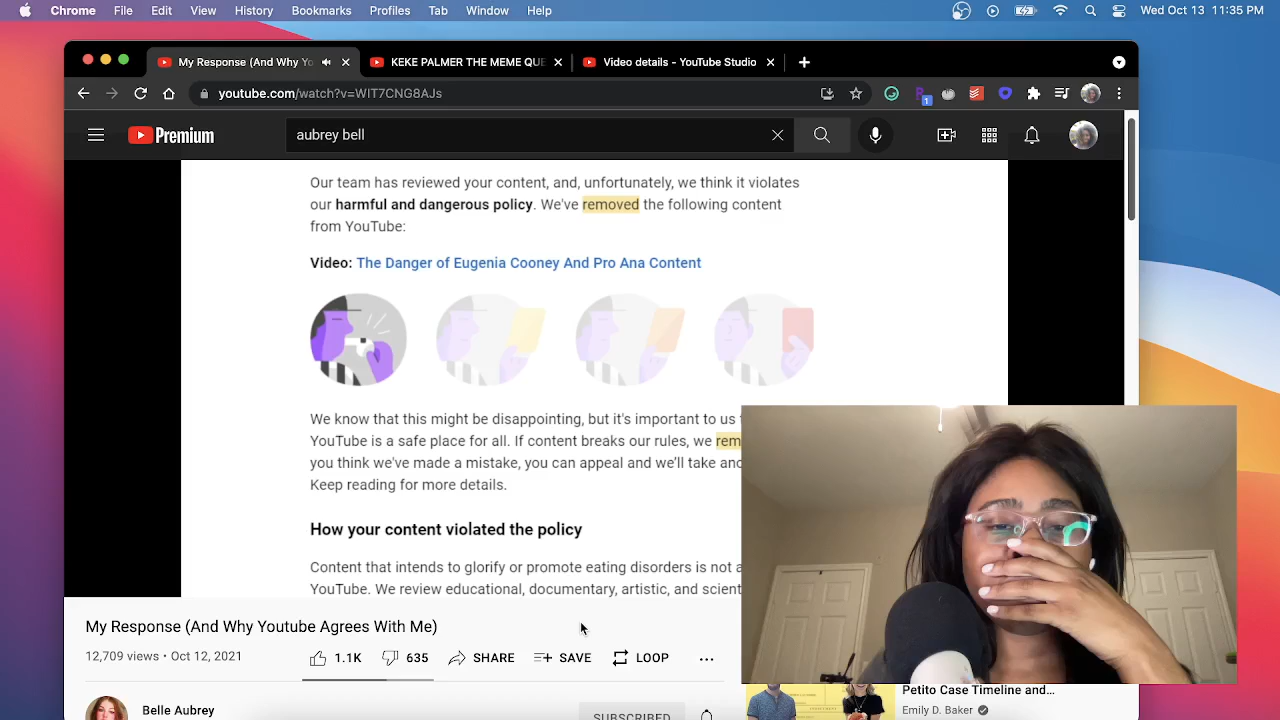 Chrome File Edit View History Bookmarks Profiles Tab Window Help Wed Oct 13 11:35 PM
My Response (And Why Yo KEKE PALMER THE MEME QUE Video details - YouTube Studio
youtube.com/watch?v=WIT7CNG8AJs
1
Premium aubrey bell
Our team has reviewed your content, and, unfortunately, we think it violates
our harmful and dangerous policy. We've removed the following content
from YouTube:
Video: The Danger of Eugenia Cooney And Pro Ana Content
We know that this might be disappointing, but it's important to us
YouTube is a safe place for all. If content breaks our rules, we rem
you think we've made a mistake, you can appeal and we'll take ano
Keep reading for more details.
How your content violated the policy
Content that intends to glorify or promote eating disorders is not a
YouTube. We review educational, documentary, artistic, and scient
My Response (And Why Youtube Agrees With Me)
12,709 views • Oct 12, 2021 1.1K 635 SHARE SAVE LOOP
Petito Case Timeline and...
Belle Aubrey SUBSCRIBED Emily D. Baker